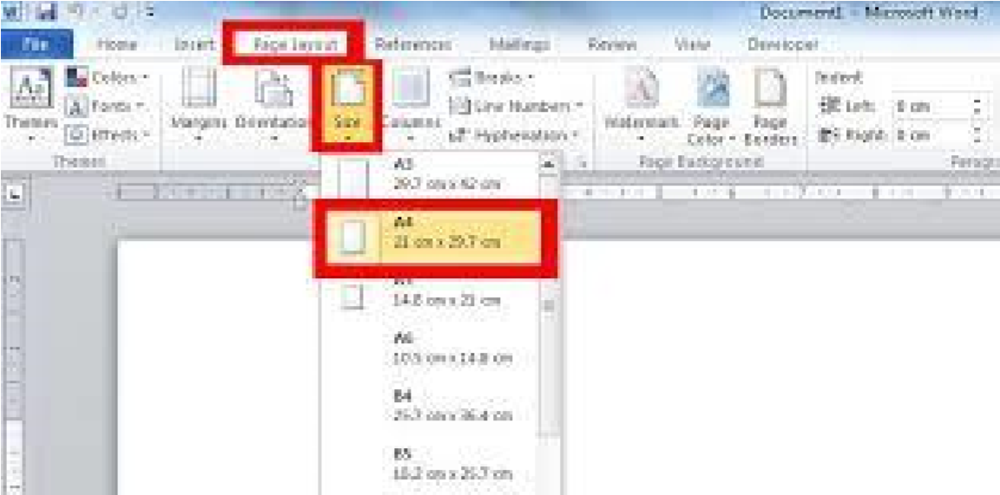 Document1 - Microsoft Word
File Home Insert Page Layout References Mailings Review View Developer
Themes
Colors
Fonts
Effects
Margins Orientation Size Columns
Breaks
Line Numbers
Hyphenation
Watermark Page Color Page Borders
Indent
Left: 0 cm
Right: 0 cm
Themes Page Background Paragra
A3
29.7 cm x 42 cm
A4
21 cm x 29.7 cm
14.8 cm x 21 cm
A6
10.5 cm x 14.8 cm
B4
25.7 cm x 36.4 cm
B5
18.2 cm x 25.7 cm